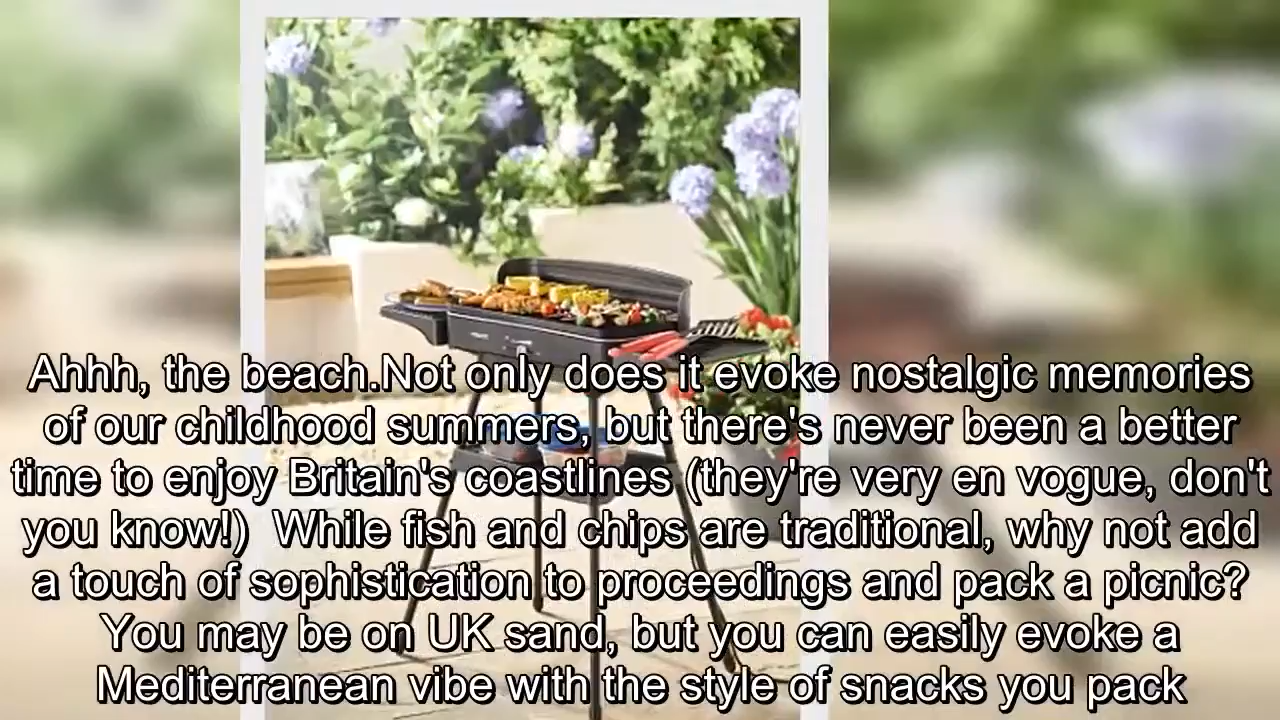 Ahhh, the beach.Not only does it evoke nostalgic memories
of our childhood summers, but there's never been a better
time to enjoy Britain's coastlines (they're very en vogue, don't
you know!)  While fish and chips are traditional, why not add
a touch of sophistication to proceedings and pack a picnic?
You may be on UK sand, but you can easily evoke a
Mediterranean vibe with the style of snacks you pack